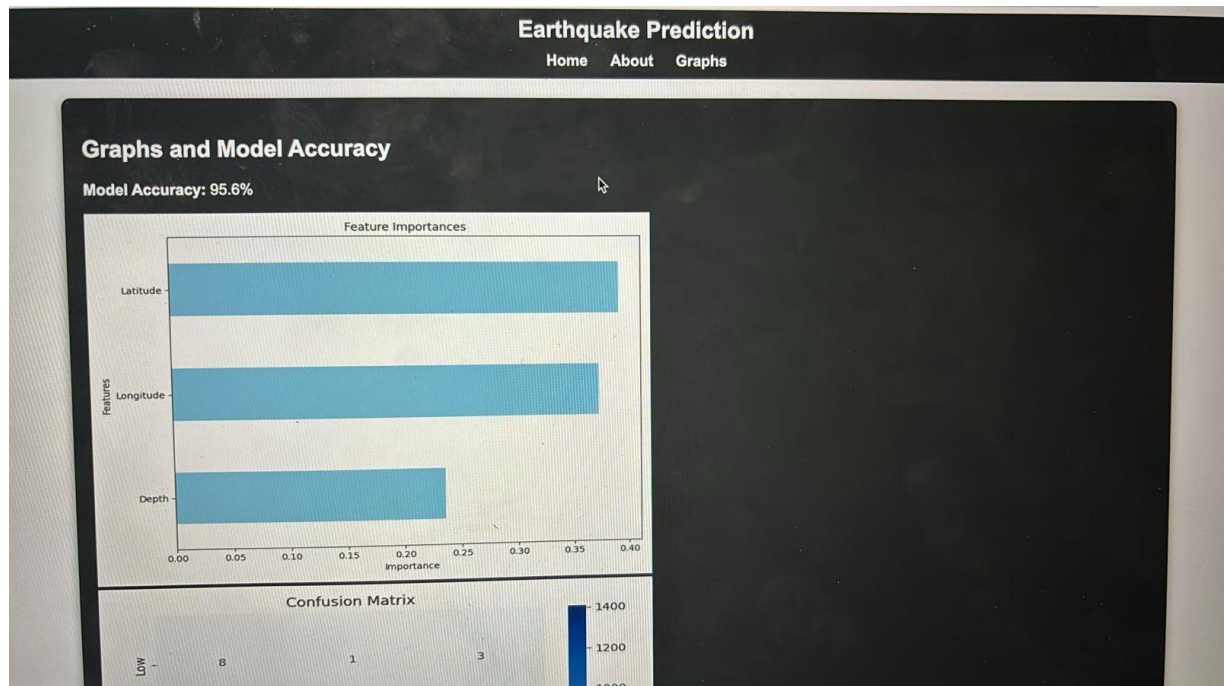 Earthquake Prediction
Home About Graphs
Graphs and Model Accuracy
Model Accuracy: 95.6%
Feature Importances
Latitude
Longitude
Depth
Features
0.00 0.05 0.10 0.15 0.20 0.25 0.30 0.35 0.40
Importance
Confusion Matrix
1400
1200
Low
8 1 3